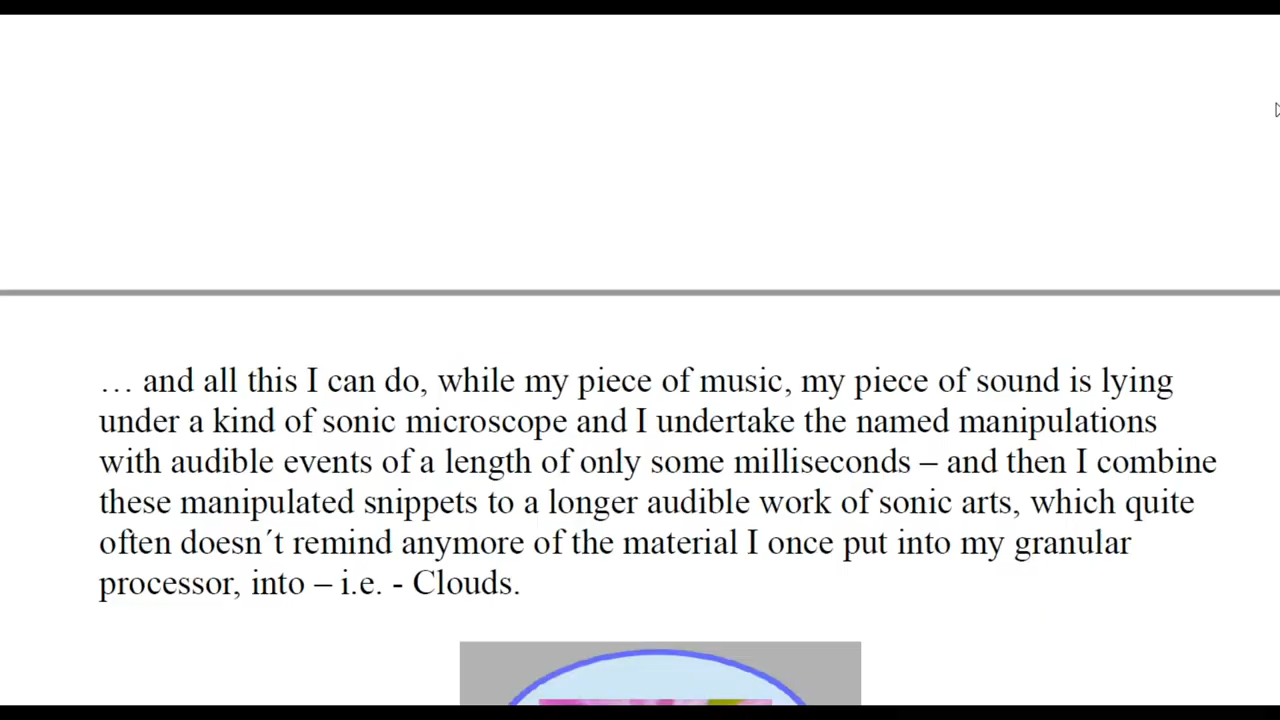 … and all this I can do, while my piece of music, my piece of sound is lying
under a kind of sonic microscope and I undertake the named manipulations
with audible events of a length of only some milliseconds – and then I combine
these manipulated snippets to a longer audible work of sonic arts, which quite
often doesn´t remind anymore of the material I once put into my granular
processor, into – i.e. - Clouds.